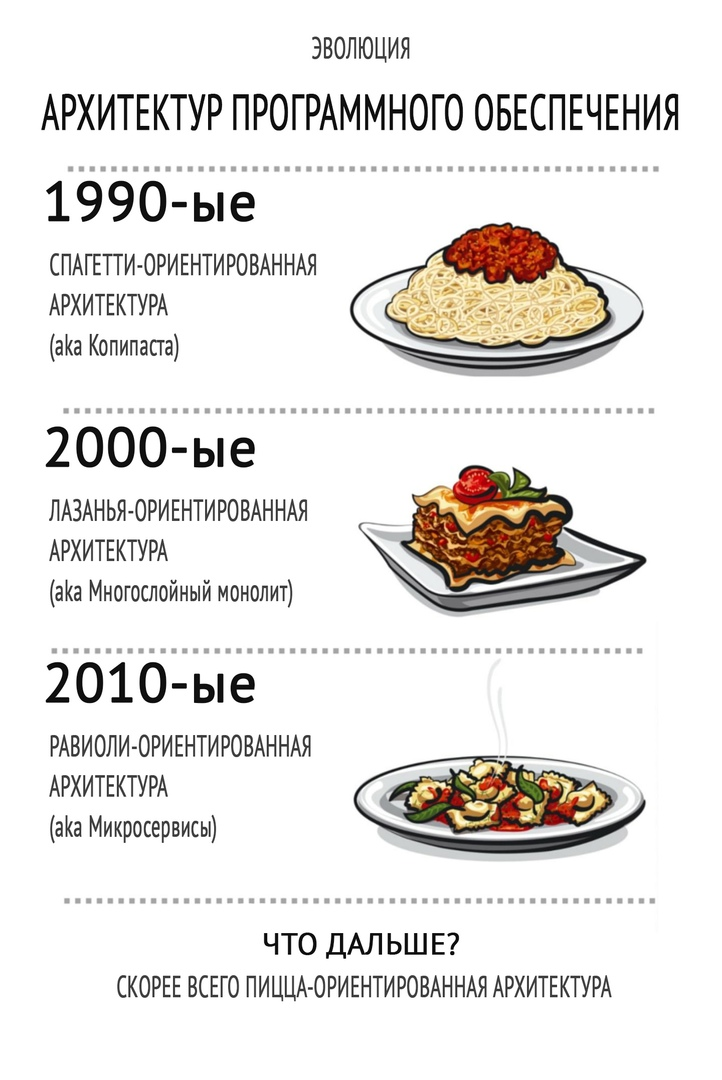 ЭВОЛЮЦИЯ
АРХИТЕКТУР ПРОГРАММНОГО ОБЕСПЕЧЕНИЯ
1990-ые
СПАГЕТТИ-ОРИЕНТИРОВАННАЯ
АРХИТЕКТУРА
(aka Копипаста)
2000-ые
ЛАЗАНЬЯ-ОРИЕНТИРОВАННАЯ
АРХИТЕКТУРА
(aka Многослойный монолит)
2010-ые
РАВИОЛИ-ОРИЕНТИРОВАННАЯ
АРХИТЕКТУРА
(aka Микросервисы)
ЧТО ДАЛЬШЕ?
СКОРЕЕ ВСЕГО ПИЦЦА-ОРИЕНТИРОВАННАЯ АРХИТЕКТУРА